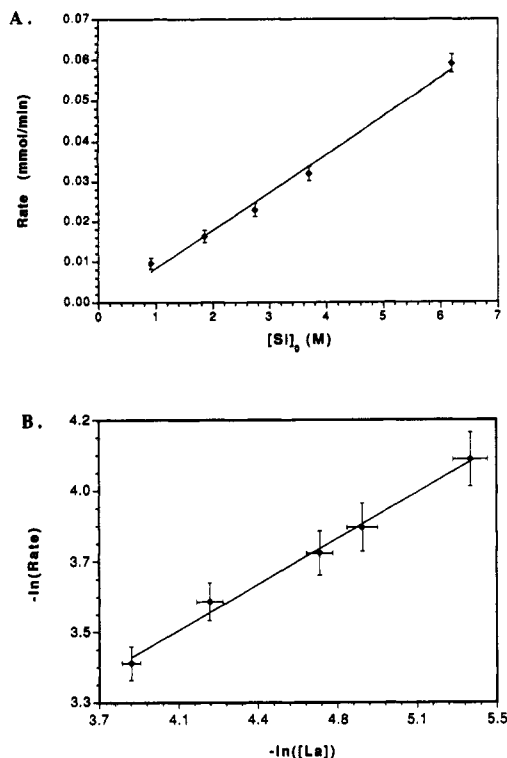 A.
0.07
0.06
0.05
0.04
0.03
0.02
0.01
0.00
Rate (mmol/min)
0 1 2 3 4 5 6 7
[Si]₀ (M)
B.
4.2
4.0
3.7
3.5
3.3
-ln(Rate)
3.7 4.1 4.4 4.8 5.1 5.5
-ln([La])